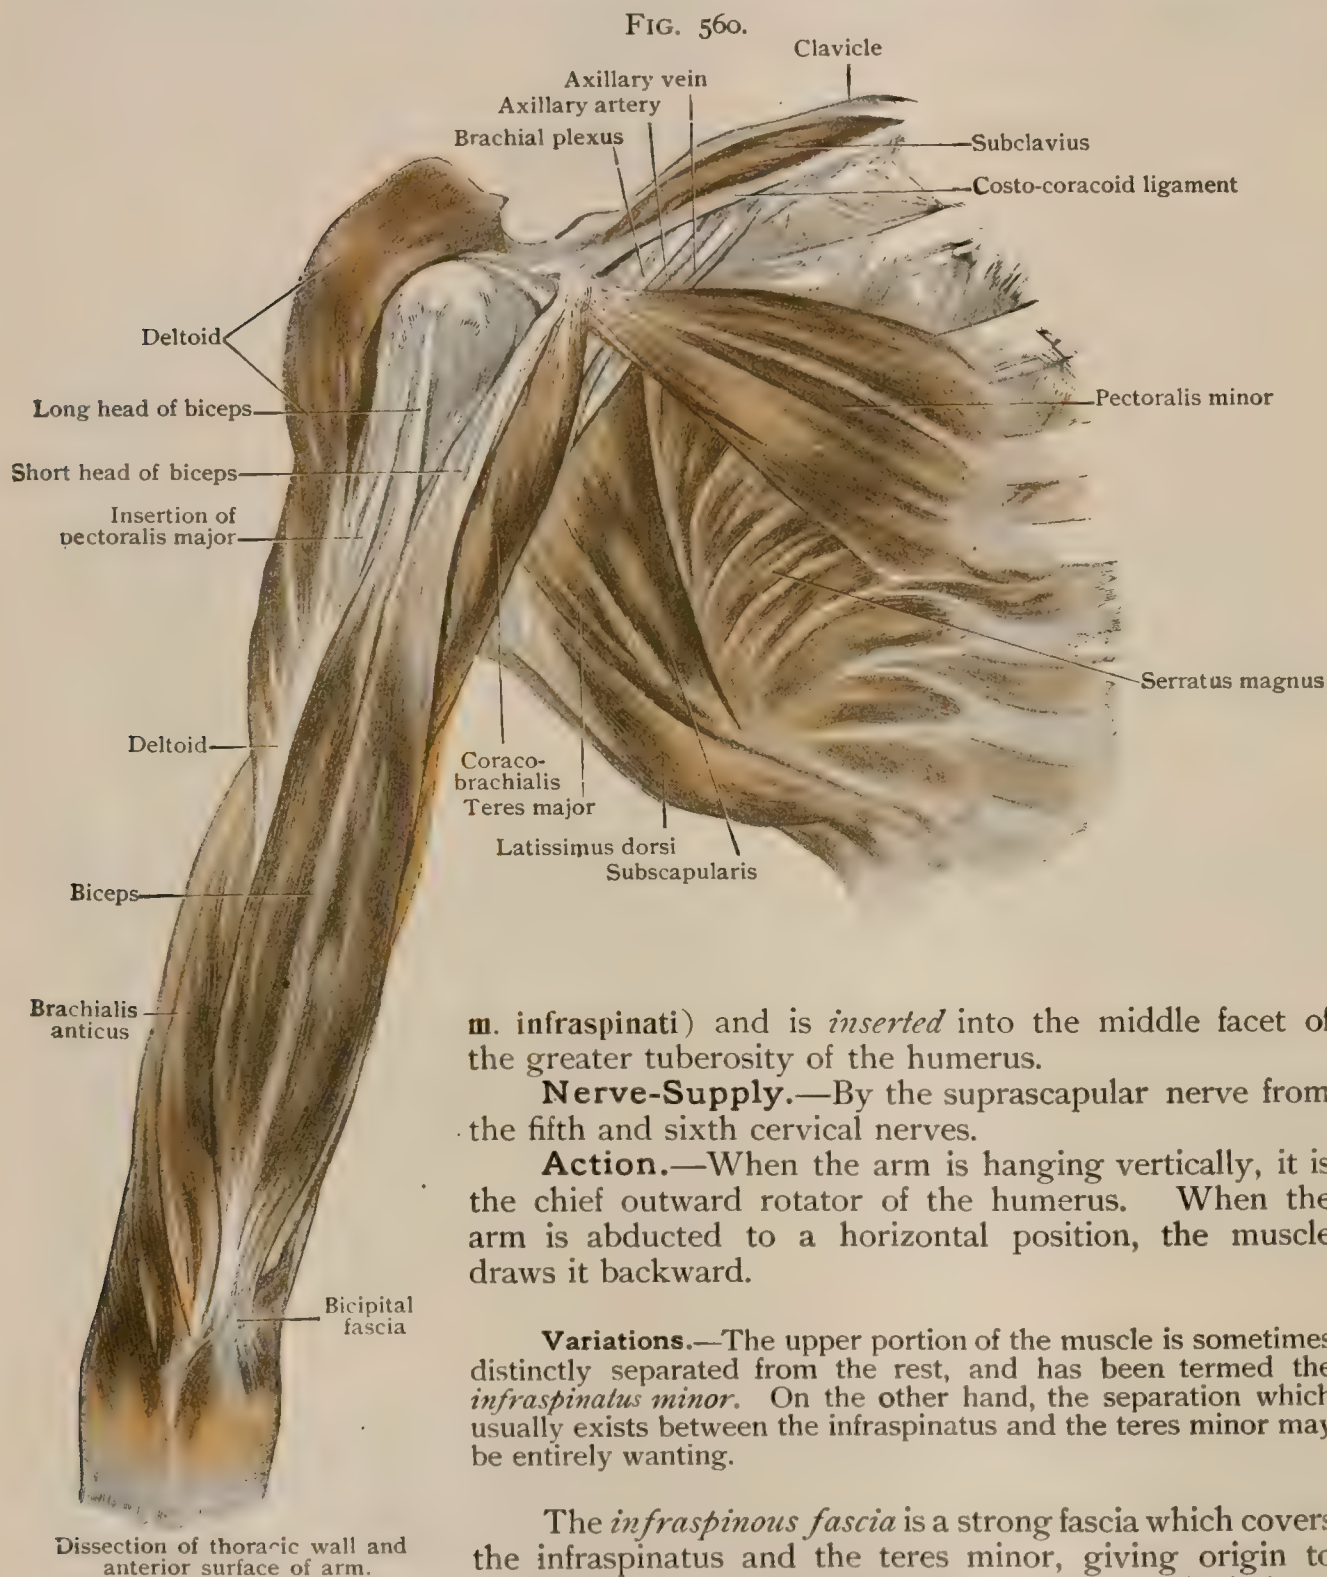 FIG. 560.
Clavicle
Axillary vein
Axillary artery
Brachial plexus
Subclavius
Costo-coracoid ligament
Deltoid
Long head of biceps
Pectoralis minor
Short head of biceps
Insertion of
pectoralis major
Serratus magnus
Deltoid
Coraco-
brachialis
Teres major
Latissimus dorsi
Subscapularis
Biceps
Brachialis
anticus
Bicipital
fascia
Dissection of thoracic wall and
anterior surface of arm.
m. infraspinati) and is inserted into the middle facet of
the greater tuberosity of the humerus.
Nerve-Supply.—By the suprascapular nerve from
the fifth and sixth cervical nerves.
Action.—When the arm is hanging vertically, it is
the chief outward rotator of the humerus. When the
arm is abducted to a horizontal position, the muscle
draws it backward.
Variations.—The upper portion of the muscle is sometimes
distinctly separated from the rest, and has been termed the
infraspinatus minor. On the other hand, the separation which
usually exists between the infraspinatus and the teres minor may
be entirely wanting.
The infraspinous fascia is a strong fascia which covers
the infraspinatus and the teres minor, giving origin to